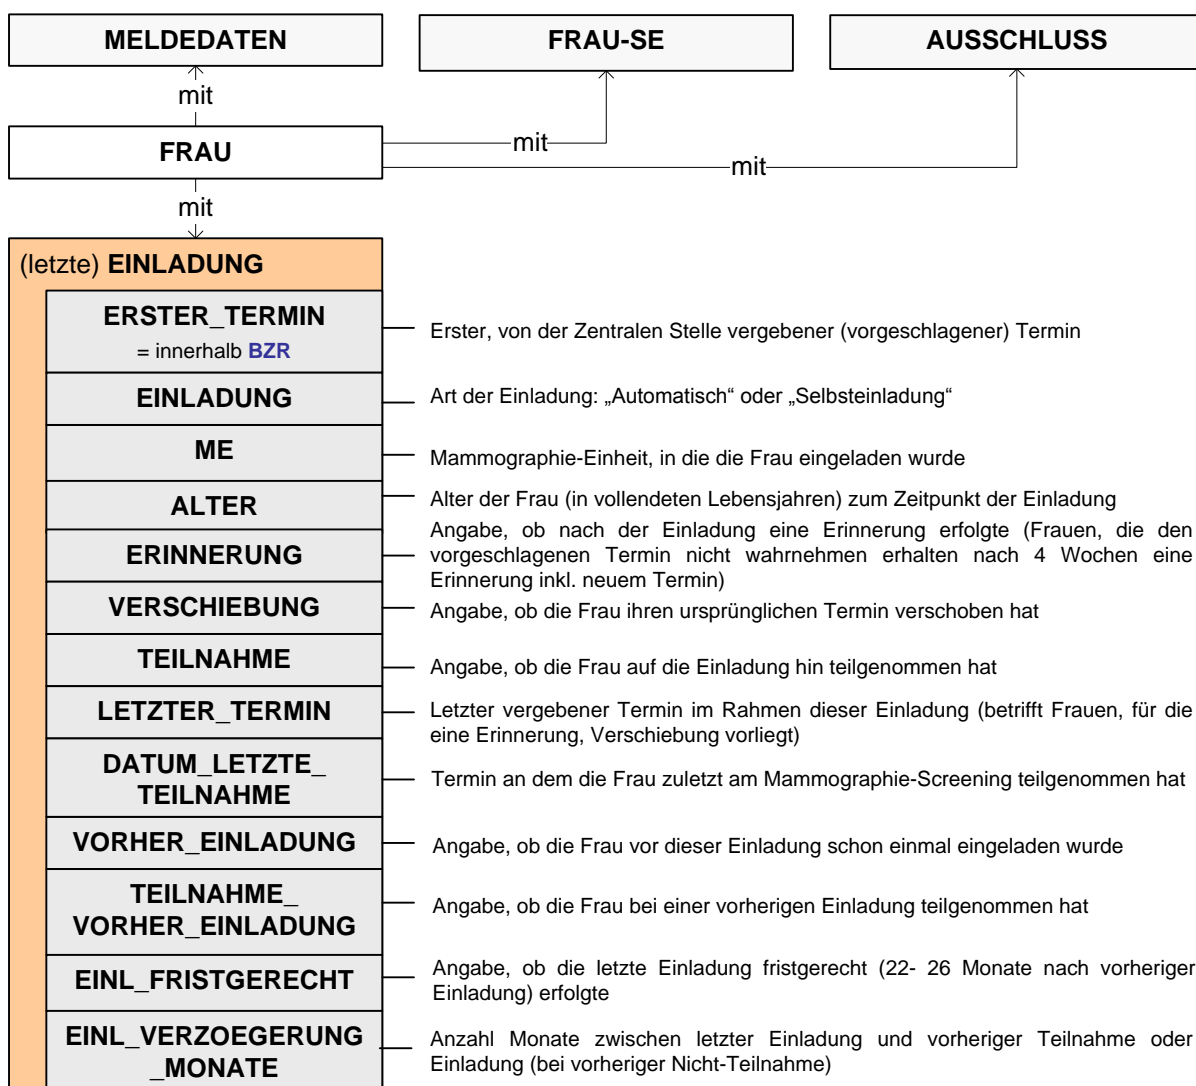 MELDEDATEN
FRAU-SE
AUSSCHLUSS
mit
FRAU
mit
mit
mit
(letzte) EINLADUNG
ERSTER_TERMIN
= innerhalb BZR
Erster, von der Zentralen Stelle vergebener (vorgeschlagener) Termin
EINLADUNG
Art der Einladung: „Automatisch“ oder „Selbsteinladung“
ME
Mammographie-Einheit, in die die Frau eingeladen wurde
ALTER
Alter der Frau (in vollendeten Lebensjahren) zum Zeitpunkt der Einladung
ERINNERUNG
Angabe, ob nach der Einladung eine Erinnerung erfolgte (Frauen, die den
vorgeschlagenen Termin nicht wahrnehmen erhalten nach 4 Wochen eine
Erinnerung inkl. neuem Termin)
VERSCHIEBUNG
Angabe, ob die Frau ihren ursprünglichen Termin verschoben hat
TEILNAHME
Angabe, ob die Frau auf die Einladung hin teilgenommen hat
LETZTER_TERMIN
Letzter vergebener Termin im Rahmen dieser Einladung (betrifft Frauen, für die
eine Erinnerung, Verschiebung vorliegt)
DATUM_LETZTE_
TEILNAHME
Termin an dem die Frau zuletzt am Mammographie-Screening teilgenommen hat
VORHER_EINLADUNG
Angabe, ob die Frau vor dieser Einladung schon einmal eingeladen wurde
TEILNAHME_
VORHER_EINLADUNG
Angabe, ob die Frau bei einer vorherigen Einladung teilgenommen hat
EINL_FRISTGERECHT
Angabe, ob die letzte Einladung fristgerecht (22- 26 Monate nach vorheriger
Einladung) erfolgte
EINL_VERZOEGERUNG
_MONATE
Anzahl Monate zwischen letzter Einladung und vorheriger Teilnahme oder
Einladung (bei vorheriger Nicht-Teilnahme)